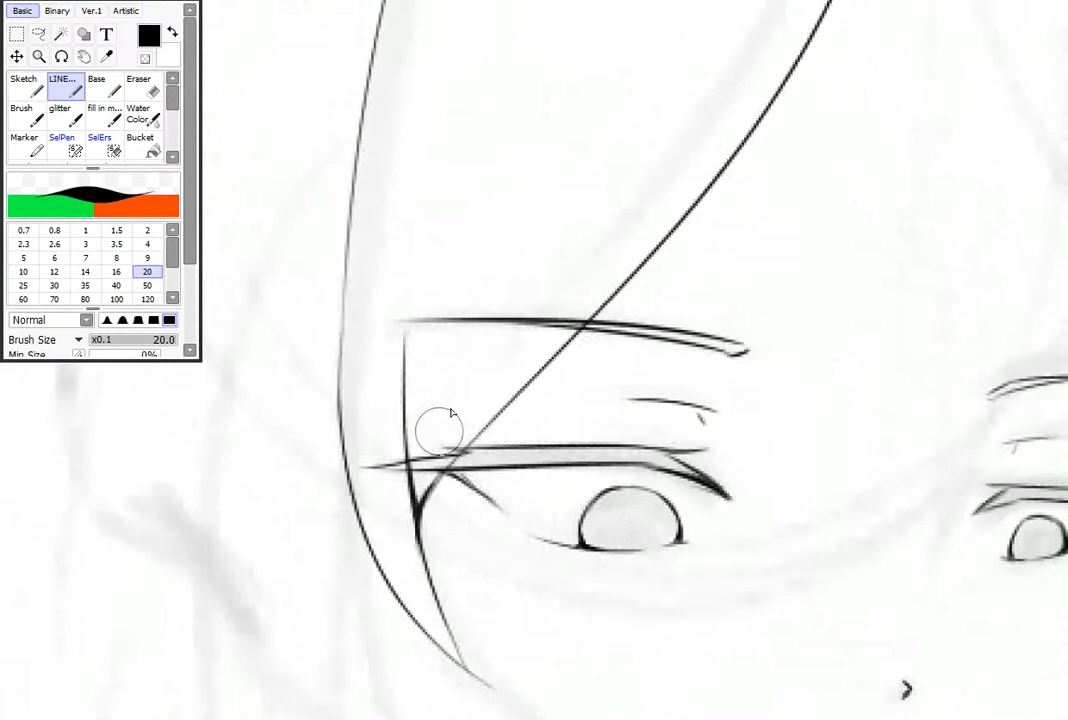 Basic Binary Ver.1 Artistic
T
Sketch LINE... Base Eraser
Brush glitter fill in m... Water Color
Marker SelPen SelErs Bucket
0.7 0.8 1 1.5 2
2.3 2.6 3 3.5 4
5 6 7 8 9
10 12 14 16 20
25 30 35 40 50
60 70 80 100 120
Normal
Brush Size x0.1 20.0
Min Size 0%